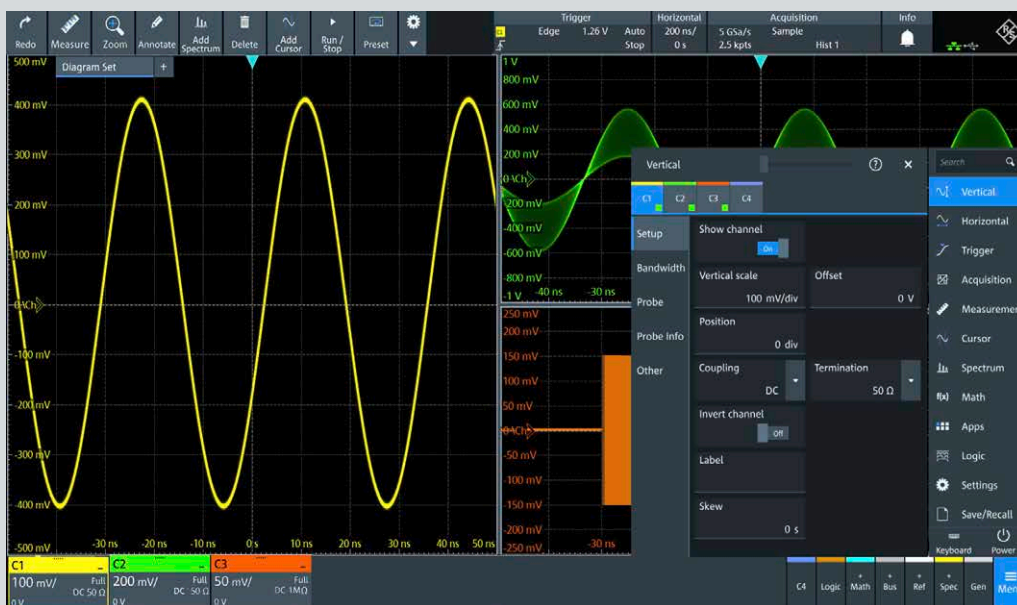 Redo
Measure
Zoom
Annotate
Add Spectrum
Delete
Add Cursor
Run / Stop
Preset
Trigger
Edge 1.26 V Auto
Stop
Horizontal
200 ns/
0 s
Acquisition
5 GSa/s Sample
2.5 kpts Hist 1
Info
Diagram Set +
400 mV
300 mV
200 mV
100 mV
-100 mV
-200 mV
-300 mV
-400 mV
-500 mV
-30 ns -20 ns -10 ns 0 s 10 ns 20 ns 30 ns 40 ns 50 ns
1 V
800 mV
600 mV
400 mV
200 mV
-200 mV
-400 mV
-600 mV
-800 mV
-1 V -40 ns -30 ns
250 mV
200 mV
150 mV
100 mV
50 mV
-50 mV
-100 mV
-150 mV
-200 mV
-250 mV -30 ns
Vertical
C1 C2 C3 C4
Setup
Bandwidth
Probe
Probe Info
Other
Show channel
On
Vertical scale
100 mV/div
Offset
0 V
Position
0 div
Coupling
DC
Termination
50 Ω
Invert channel
Off
Label
Skew
0 s
Search
Vertical
Horizontal
Trigger
Acquisition
Measuremen
Cursor
Spectrum
Math
Apps
Logic
Settings
Save/Recall
Keyboard Power
C1
100 mV/ Full
DC 50 Ω
0 V
C2
200 mV/ Full
DC 50 Ω
0 V
C3
50 mV/ Full
DC 1MΩ
0 V
C4
Logic
+ Math
+ Bus
+ Ref
+ Spec
Gen
Men